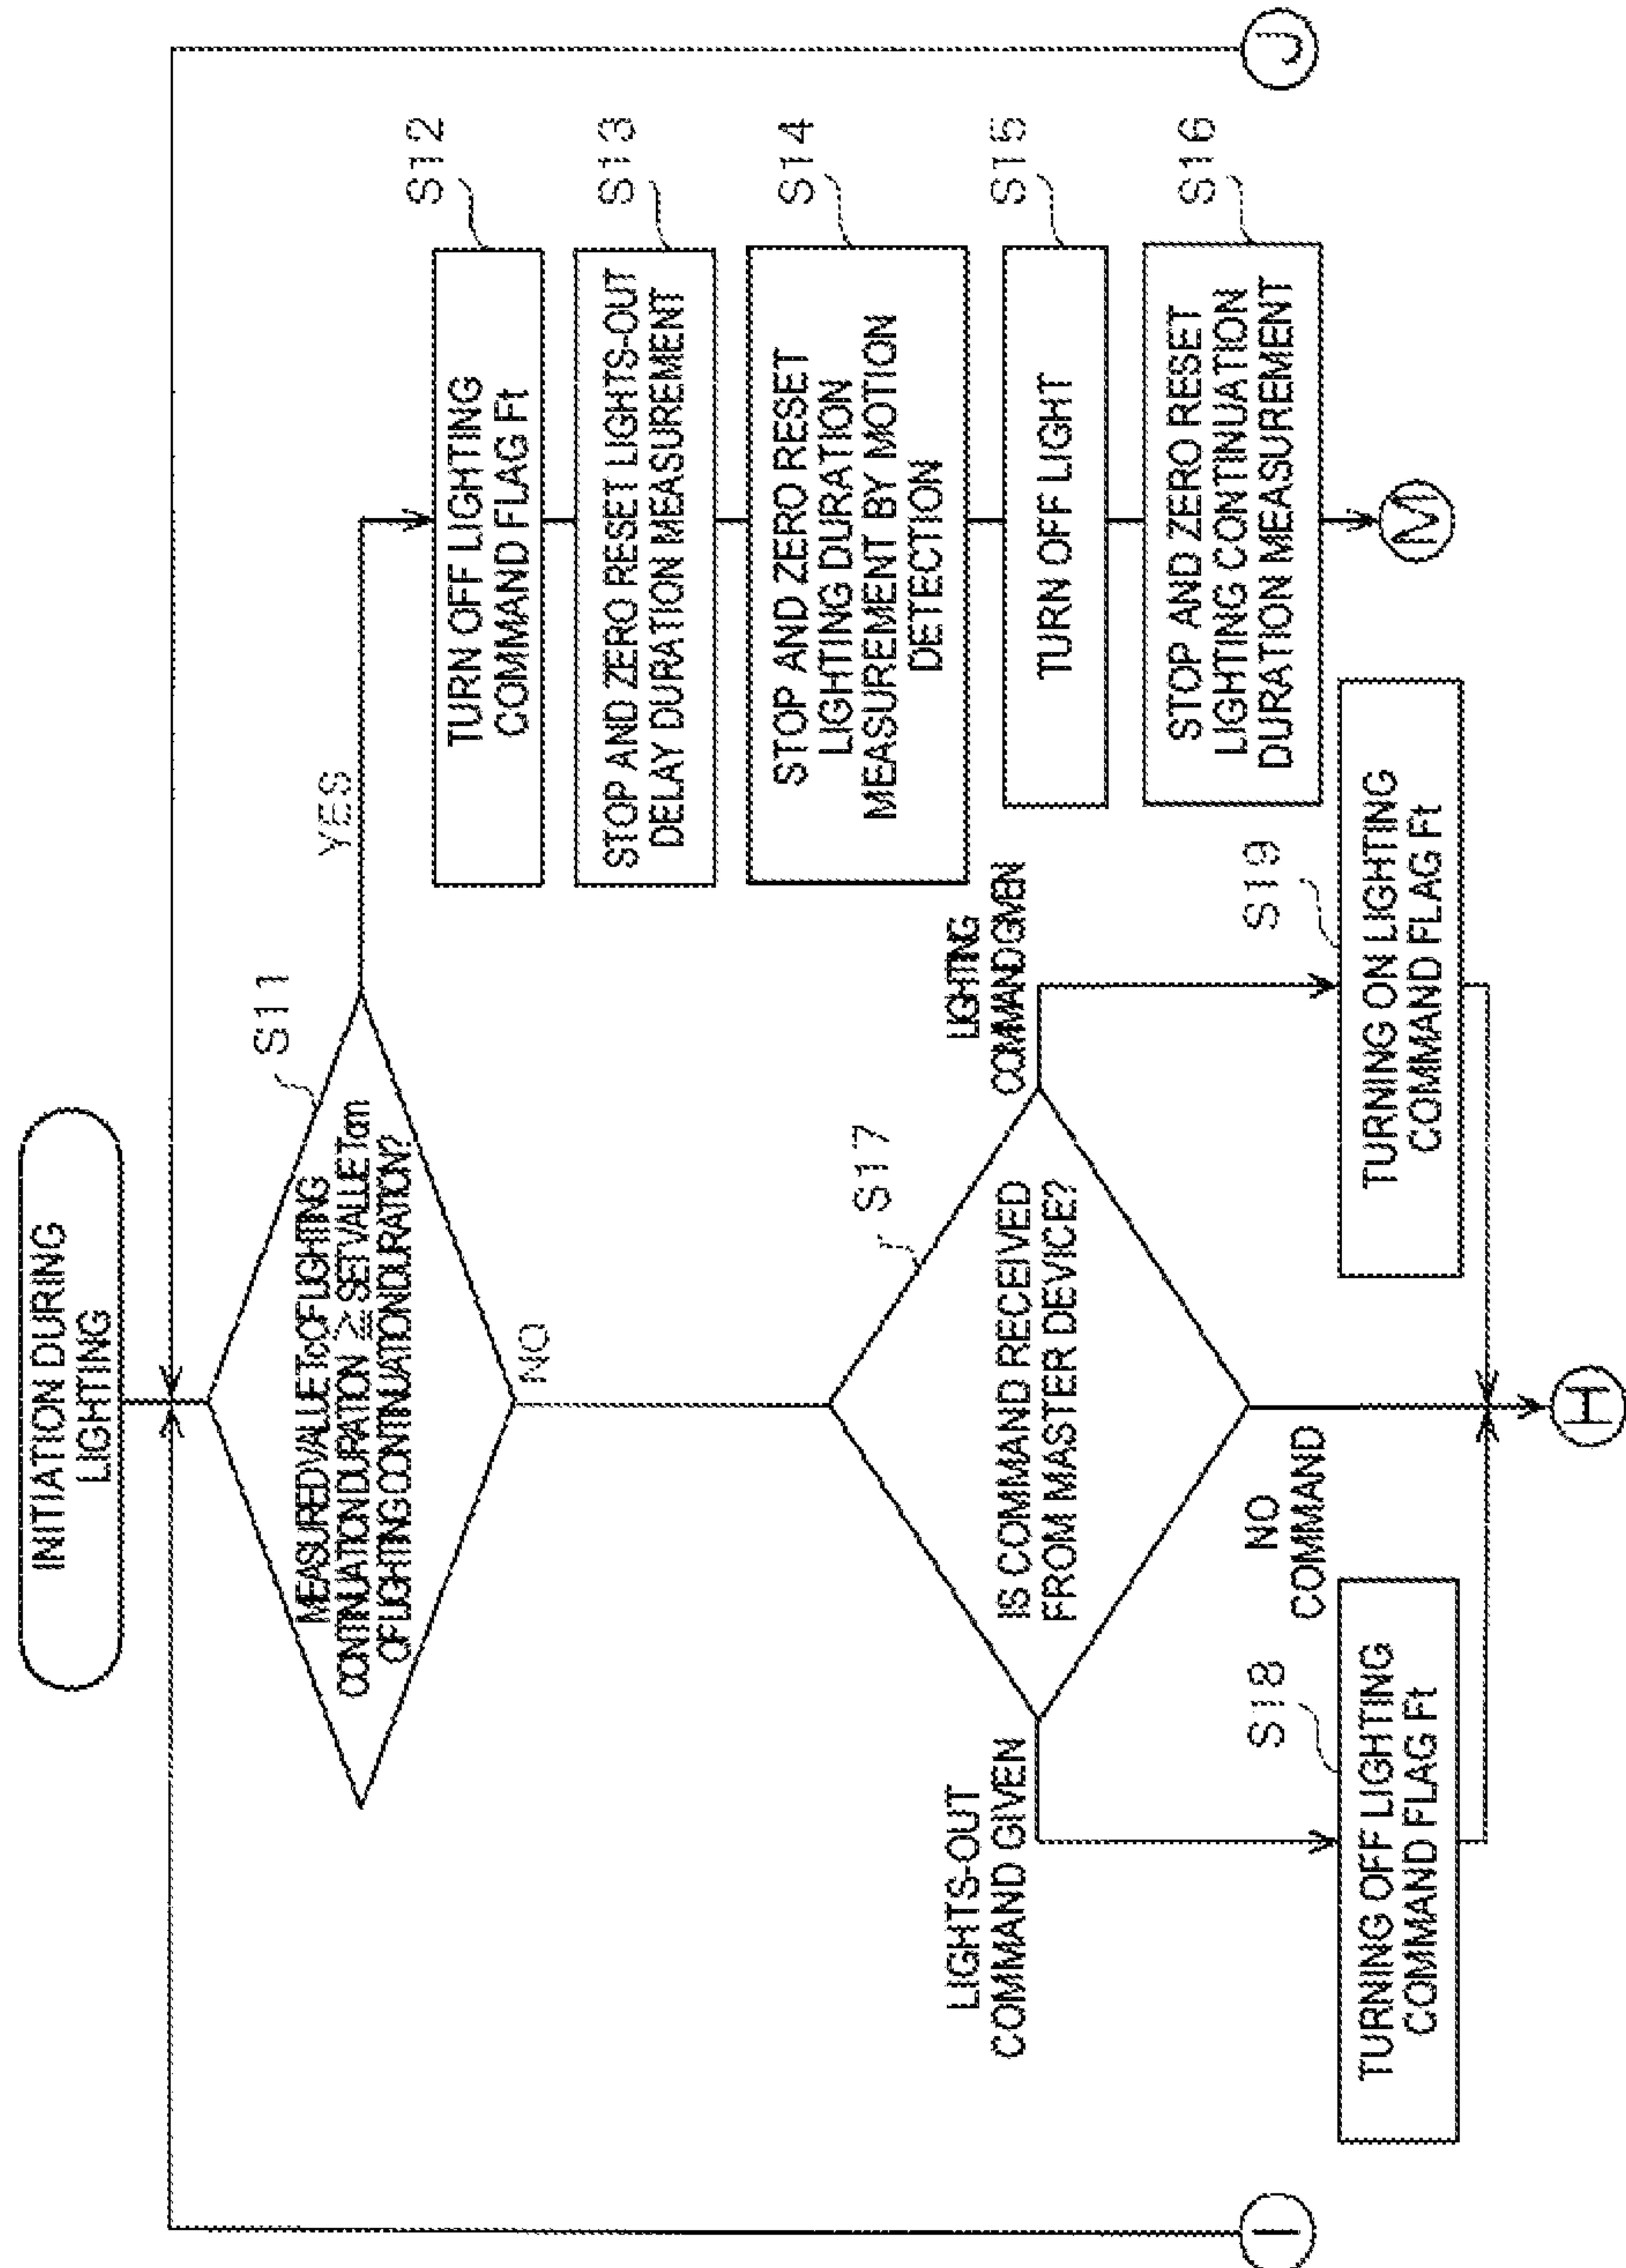 INITIATION DURING
LIGHTING
S11
MEASURED VALUE Tc OF LIGHTING
CONTINUATION DURATION ≧ SET VALUE Tam
OF LIGHTING CONTINUATION DURATION?
YES
NO
S12
TURN OFF LIGHTING
COMMAND FLAG Ft
S13
STOP AND ZERO RESET LIGHTS-OUT
DELAY DURATION MEASUREMENT
S14
STOP AND ZERO RESET
LIGHTING DURATION
MEASUREMENT BY MOTION
DETECTION
S15
TURN OFF LIGHT
S16
STOP AND ZERO RESET
LIGHTING CONTINUATION
DURATION MEASUREMENT
M
J
S17
IS COMMAND RECEIVED
FROM MASTER DEVICE?
LIGHTS-OUT
COMMAND GIVEN
NO
COMMAND
LIGHTING
COMMAND GIVEN
S18
TURNING OFF LIGHTING
COMMAND FLAG Ft
S19
TURNING ON LIGHTING
COMMAND FLAG Ft
I
H